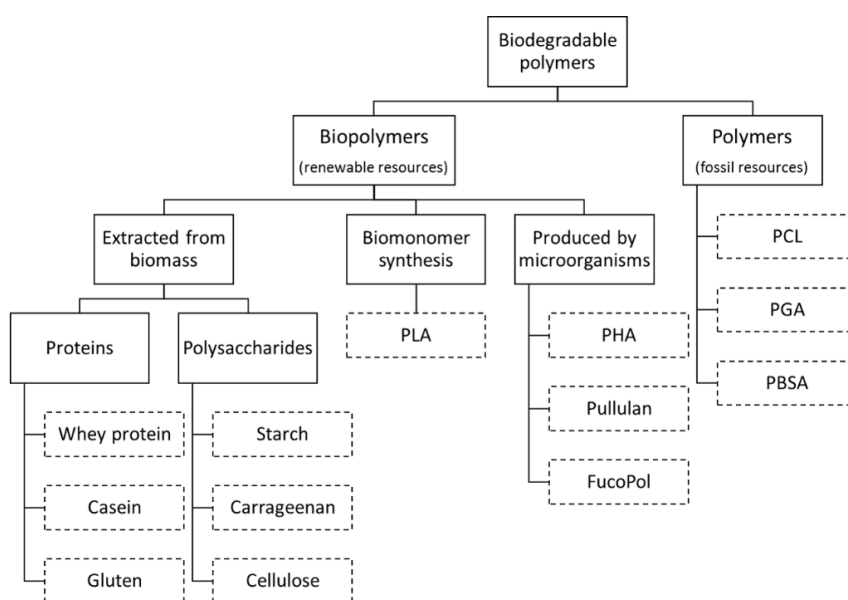 Biodegradable
polymers
Biopolymers
(renewable resources)
Polymers
(fossil resources)
Extracted from
biomass
Biomonomer
synthesis
Produced by
microorganisms
PCL
PGA
PBSA
Proteins
Polysaccharides
PLA
PHA
Pullulan
FucoPol
Whey protein
Casein
Gluten
Starch
Carrageenan
Cellulose